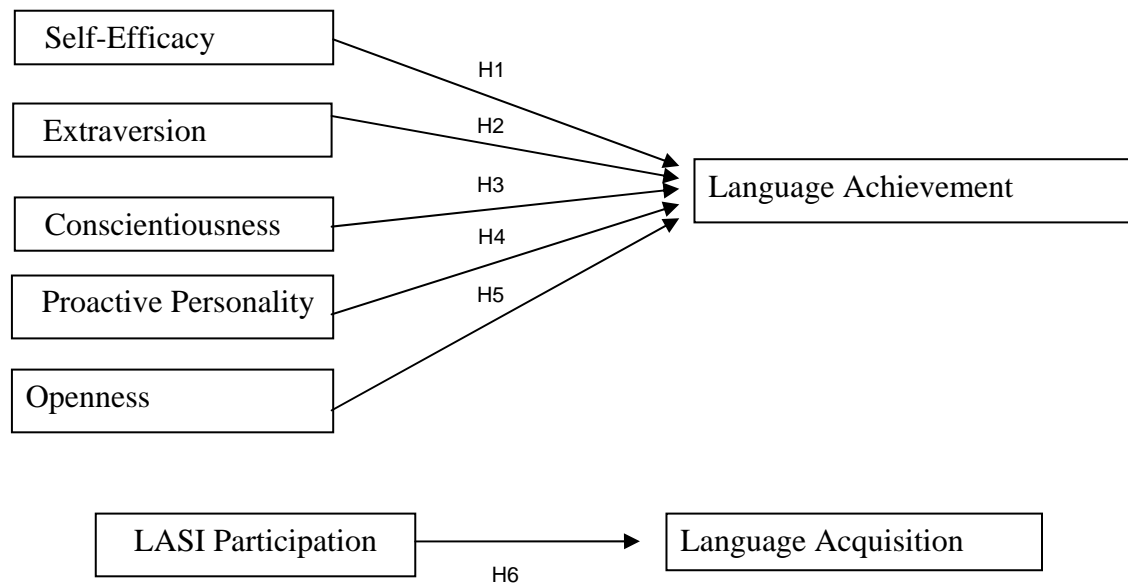 Self-Efficacy
H1
Extraversion
H2
Language Achievement
H3
Conscientiousness
H4
Proactive Personality
H5
Openness
LASI Participation
Language Acquisition
H6